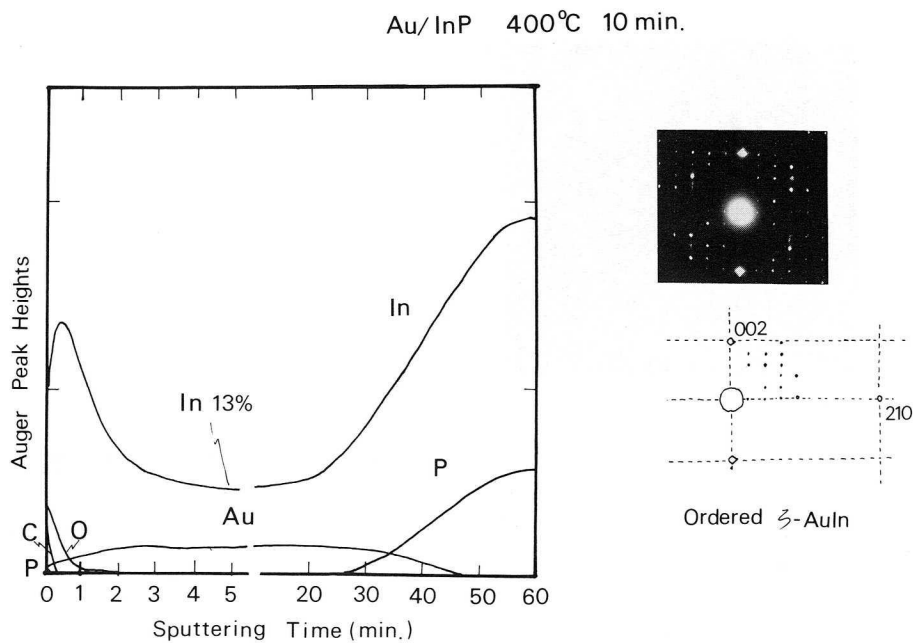 Au/InP 400°C 10 min.
Auger Peak Heights
In
In 13%
P
Au
C
O
P
0 1 2 3 4 5 20 30 40 50 60
Sputtering Time (min.)
002
210
Ordered ζ-AuIn